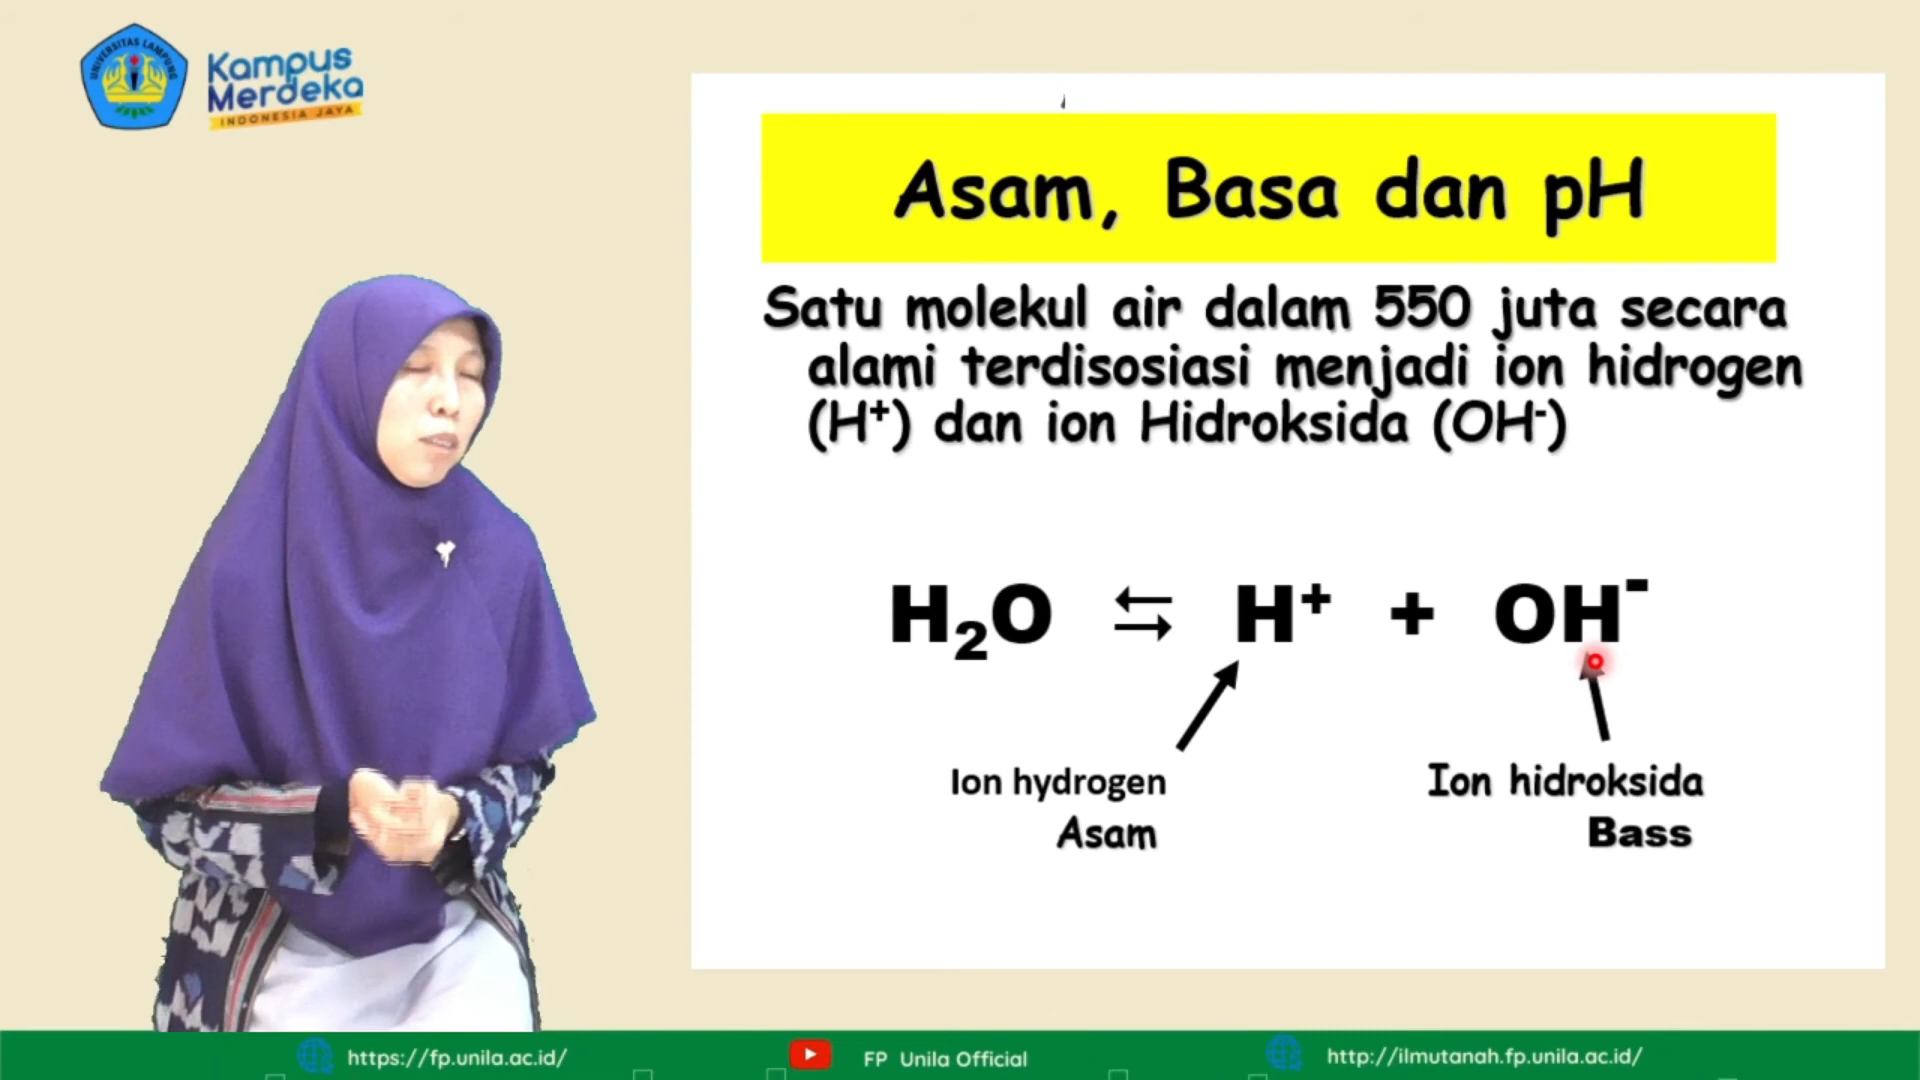 UNIVERSITAS LAMPUNG
Kampus
Merdeka
INDONESIA JAYA
Asam, Basa dan pH
Satu molekul air dalam 550 juta secara
alami terdisosiasi menjadi ion hidrogen
(H⁺) dan ion Hidroksida (OH⁻)
H₂O ⇆ H⁺ + OH⁻
Ion hydrogen
Asam
Ion hidroksida
Bass
https://fp.unila.ac.id/
FP Unila Official
http://ilmutanah.fp.unila.ac.id/